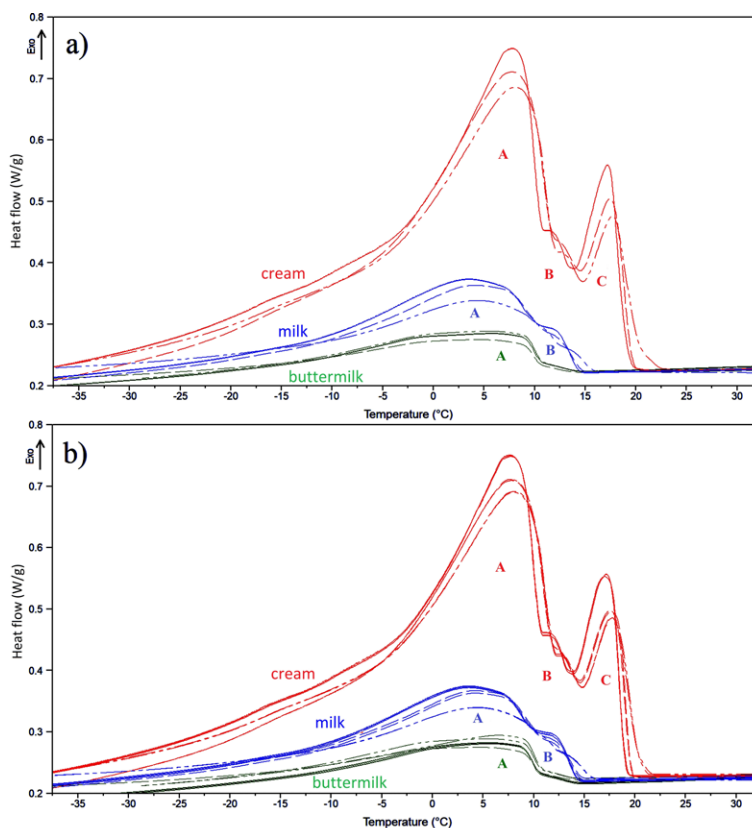 a)
Exo
0.8
0.7
0.6
0.5
0.4
0.3
0.2
Heat flow (W/g)
A
B
C
cream
milk
A
B
buttermilk
A
-35 -30 -25 -20 -15 -10 -5 0 5 10 15 20 25 30
Temperature (°C)
b)
Exo
0.8
0.7
0.6
0.5
0.4
0.3
0.2
Heat flow (W/g)
A
B
C
cream
milk
A
B
buttermilk
A
-35 -30 -25 -20 -15 -10 -5 0 5 10 15 20 25 30
Temperature (°C)